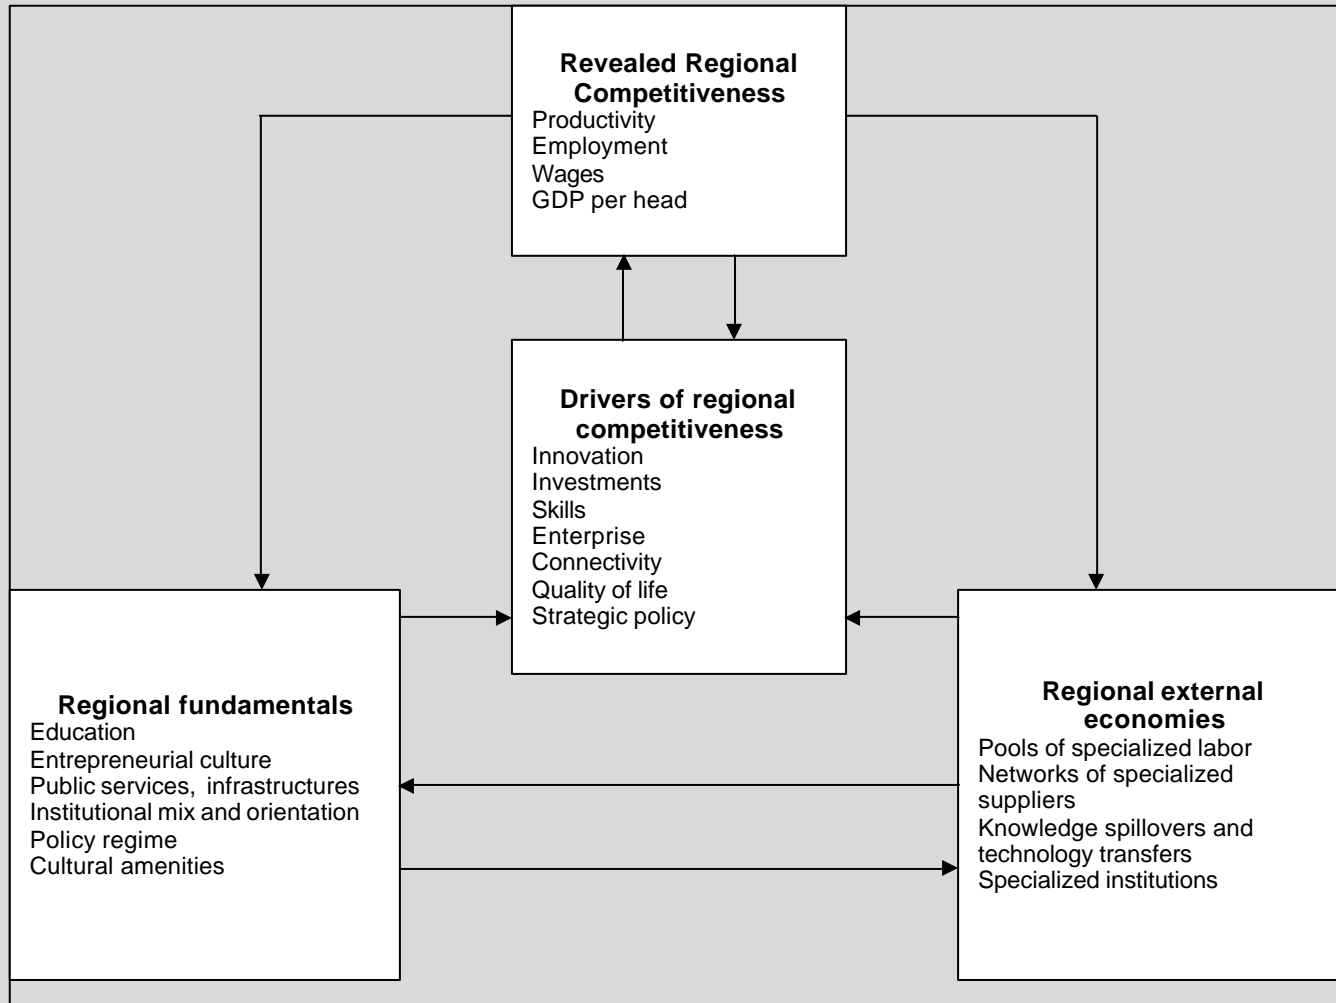 Revealed Regional
Competitiveness
Productivity
Employment
Wages
GDP per head
Drivers of regional
competitiveness
Innovation
Investments
Skills
Enterprise
Connectivity
Quality of life
Strategic policy
Regional fundamentals
Education
Entrepreneurial culture
Public services, infrastructures
Institutional mix and orientation
Policy regime
Cultural amenities
Regional external
economies
Pools of specialized labor
Networks of specialized
suppliers
Knowledge spillovers and
technology transfers
Specialized institutions